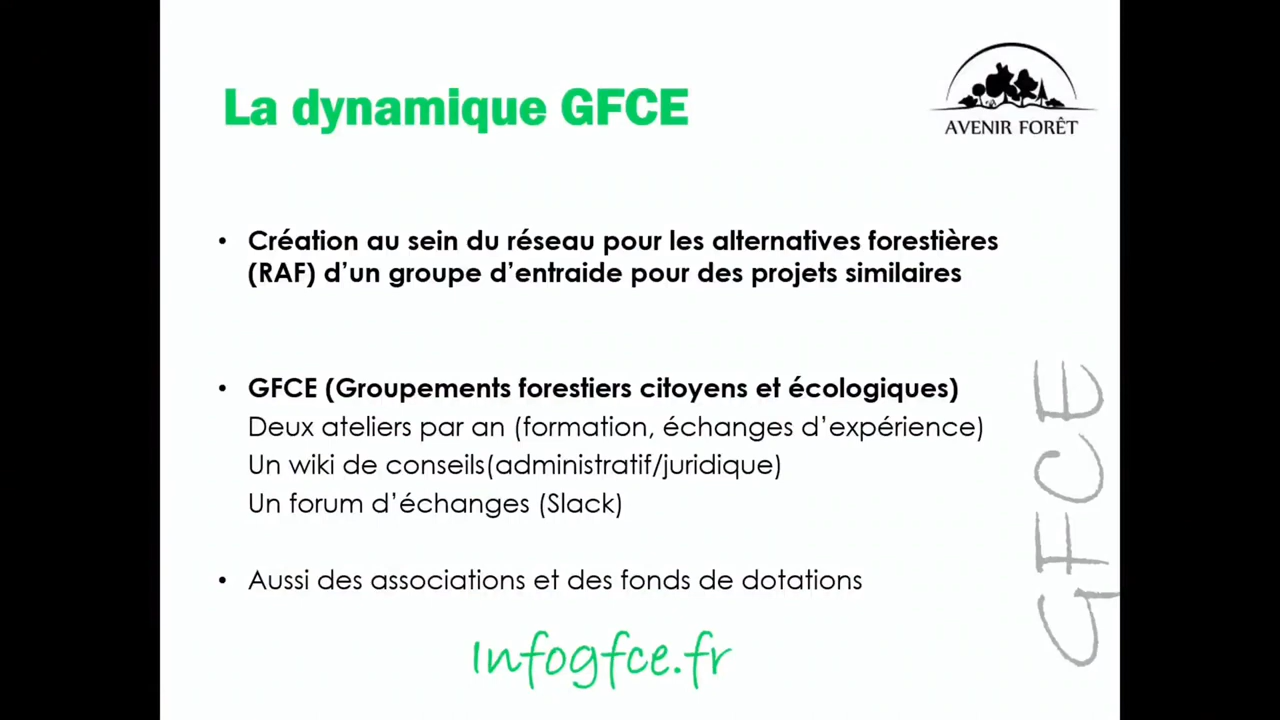 La dynamique GFCE
AVENIR FORÊT
• Création au sein du réseau pour les alternatives forestières
(RAF) d’un groupe d’entraide pour des projets similaires
• GFCE (Groupements forestiers citoyens et écologiques)
Deux ateliers par an (formation, échanges d’expérience)
Un wiki de conseils(administratif/juridique)
Un forum d’échanges (Slack)
• Aussi des associations et des fonds de dotations
Infogfce.fr
GFCE